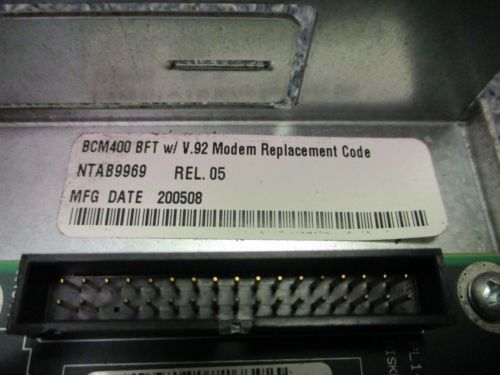 BCM400 BFT w/ V.92 Modem Replacement Code
NTAB9969 REL. 05
MFG DATE 200508